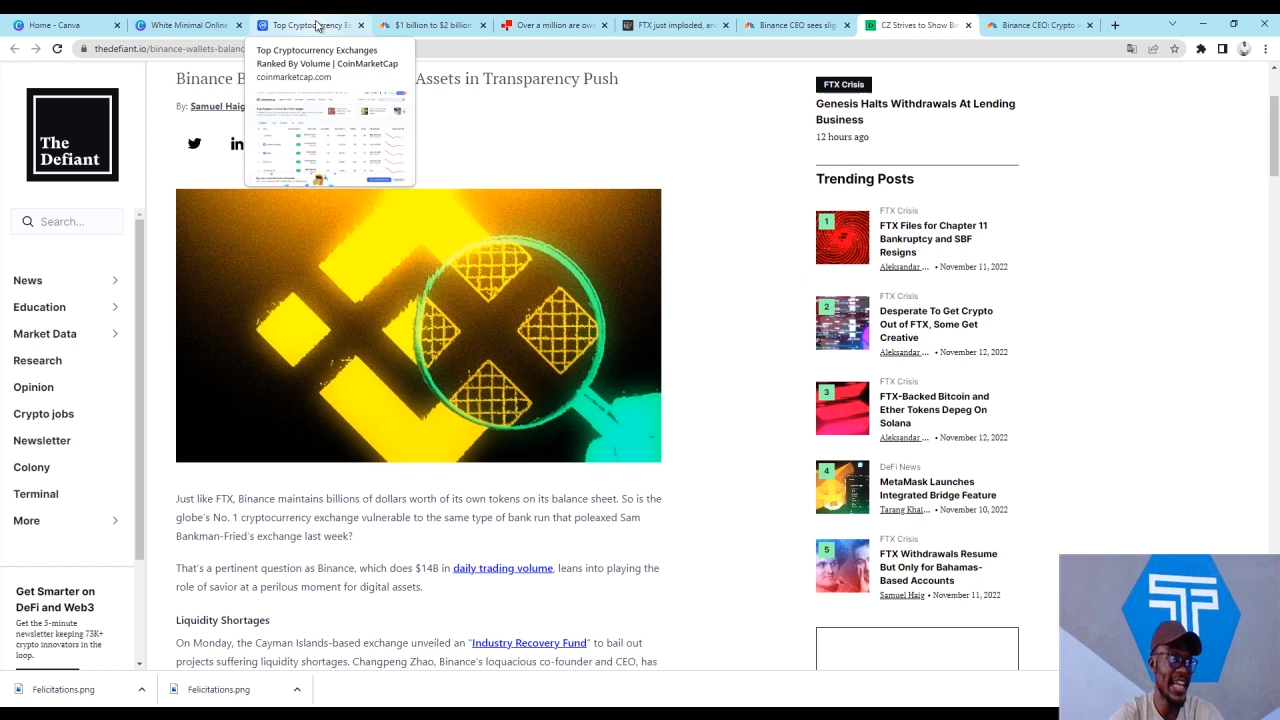 Home - Canva
White Minimal Online
Top Cryptocurrency E
$1 billion to $2 billion
Over a million are ow
FTX just imploded, an
Binance CEO sees slig
CZ Strives to Show Bi
Binance CEO: Crypto
thedefiant.io/binance-wallets-balan
Top Cryptocurrency Exchanges
Ranked By Volume | CoinMarketCap
coinmarketcap.com
Binance B
Assets in Transparency Push
By: Samuel Haig
The
Defiant
Search...
News
Education
Market Data
Research
Opinion
Crypto jobs
Newsletter
Colony
Terminal
More
Get Smarter on
DeFi and Web3
Get the 5-minute
newsletter keeping 73K+
crypto innovators in the
loop.
Just like FTX, Binance maintains billions of dollars worth of its own tokens on its balance sheet. So is the
globe's no. 1 cryptocurrency exchange vulnerable to the same type of bank run that poleaxed Sam
Bankman-Fried's exchange last week?
That's a pertinent question as Binance, which does $14B in daily trading volume, leans into playing the
role of savior at a perilous moment for digital assets.
Liquidity Shortages
On Monday, the Cayman Islands-based exchange unveiled an "Industry Recovery Fund" to bail out
projects suffering liquidity shortages. Changpeng Zhao, Binance's loquacious co-founder and CEO, has
FTX Crisis
Genesis Halts Withdrawals At Lending
Business
12 hours ago
Trending Posts
1
FTX Crisis
FTX Files for Chapter 11
Bankruptcy and SBF
Resigns
Aleksandar ... • November 11, 2022
2
FTX Crisis
Desperate To Get Crypto
Out of FTX, Some Get
Creative
Aleksandar ... • November 12, 2022
3
FTX Crisis
FTX-Backed Bitcoin and
Ether Tokens Depeg On
Solana
Aleksandar ... • November 12, 2022
4
DeFi News
MetaMask Launches
Integrated Bridge Feature
Tarang Khai... • November 10, 2022
5
FTX Crisis
FTX Withdrawals Resume
But Only for Bahamas-
Based Accounts
Samuel Haig • November 11, 2022
Felicitations.png
Felicitations.png